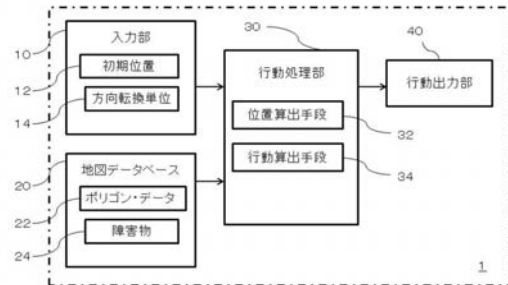 10
入力部
12
初期位置
14
方向転換単位
20
地図データベース
22
ポリゴン・データ
24
障害物
30
行動処理部
位置算出手段
32
行動算出手段
34
40
行動出力部
1